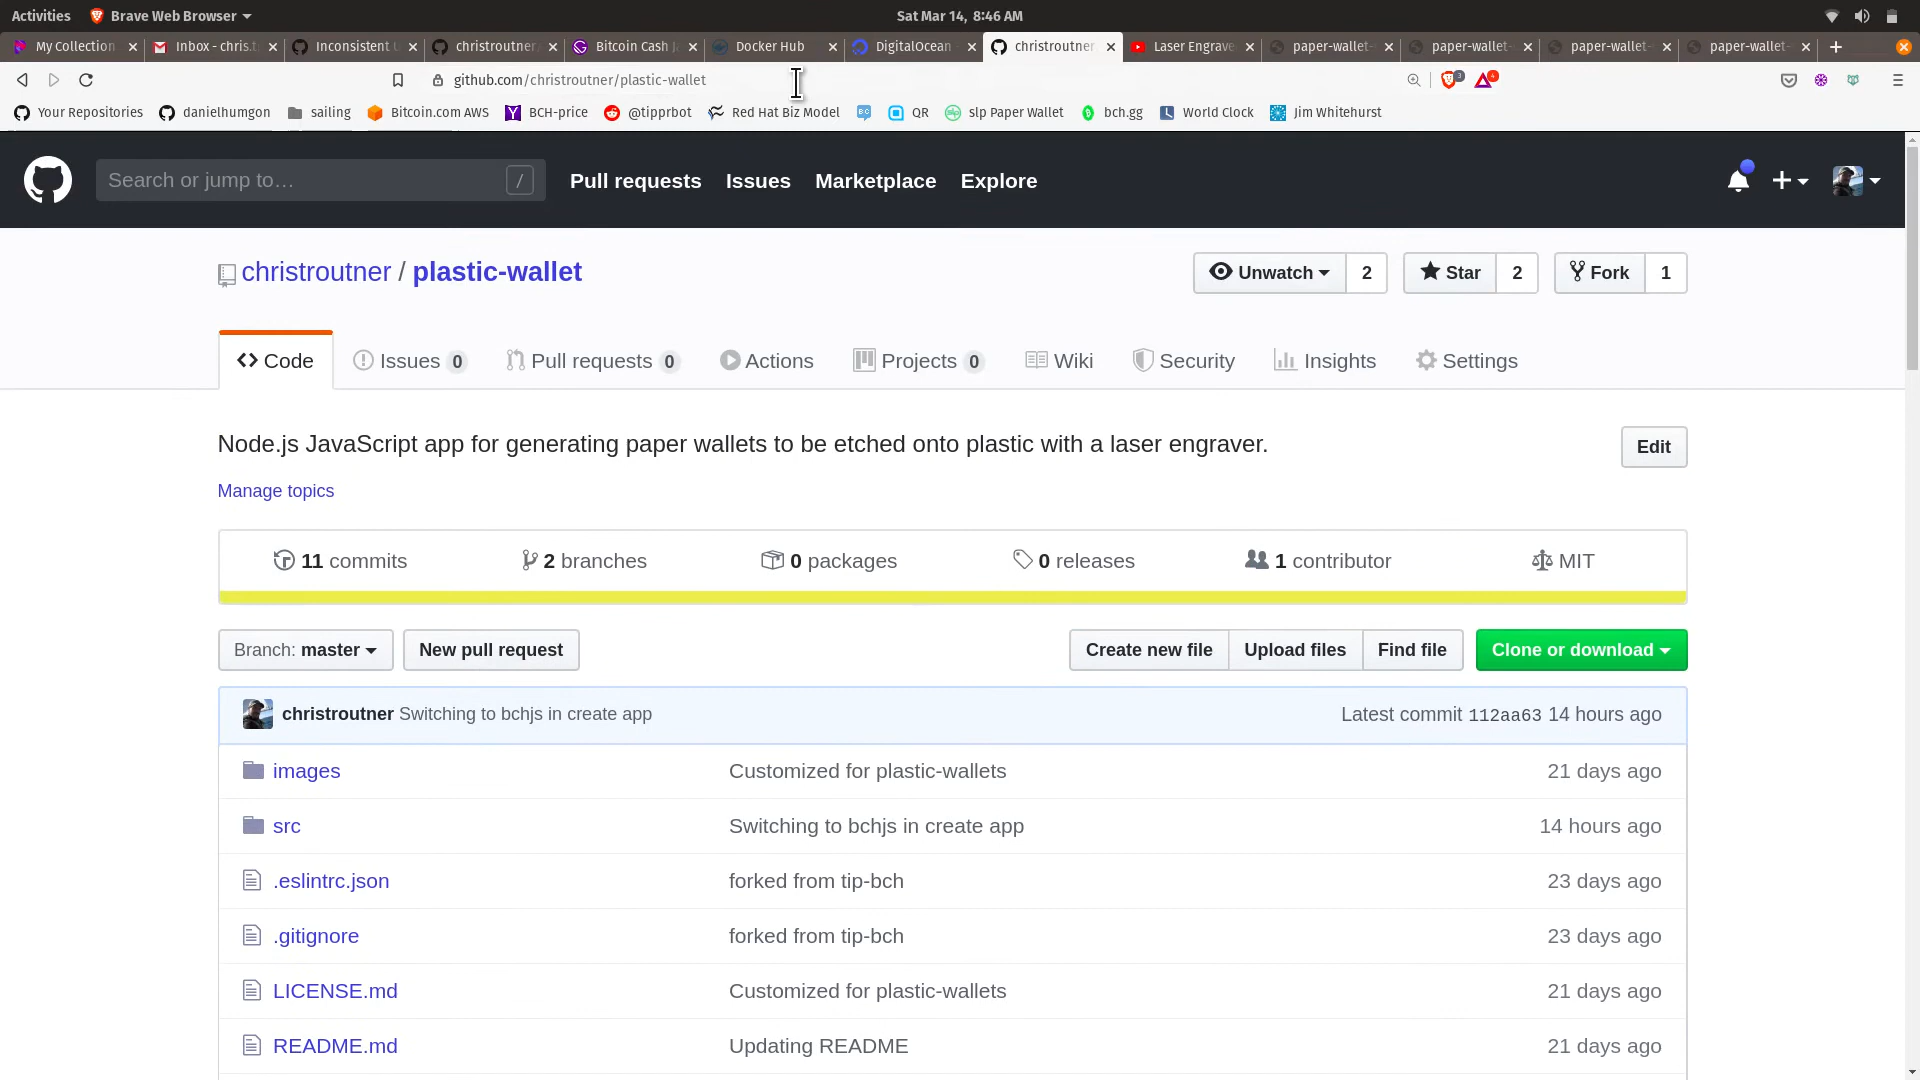 Activities Brave Web Browser Sat Mar 14, 8:46 AM
My Collection Inbox - chris.t Inconsistent christroutner Bitcoin Cash Docker Hub DigitalOcean christroutner Laser Engrave paper-wallet- paper-wallet- paper-wallet- paper-wallet-
github.com/christroutner/plastic-wallet 3 4
Your Repositories danielhumgon sailing Bitcoin.com AWS BCH-price @tipprbot Red Hat Biz Model QR slp Paper Wallet bch.gg World Clock Jim Whitehurst
Search or jump to… / Pull requests Issues Marketplace Explore
christroutner / plastic-wallet Unwatch 2 Star 2 Fork 1
Code Issues 0 Pull requests 0 Actions Projects 0 Wiki Security Insights Settings
Node.js JavaScript app for generating paper wallets to be etched onto plastic with a laser engraver. Edit
Manage topics
11 commits 2 branches 0 packages 0 releases 1 contributor MIT
Branch: master New pull request Create new file Upload files Find file Clone or download
christroutner Switching to bchjs in create app Latest commit 112aa63 14 hours ago
images Customized for plastic-wallets 21 days ago
src Switching to bchjs in create app 14 hours ago
.eslintrc.json forked from tip-bch 23 days ago
.gitignore forked from tip-bch 23 days ago
LICENSE.md Customized for plastic-wallets 21 days ago
README.md Updating README 21 days ago